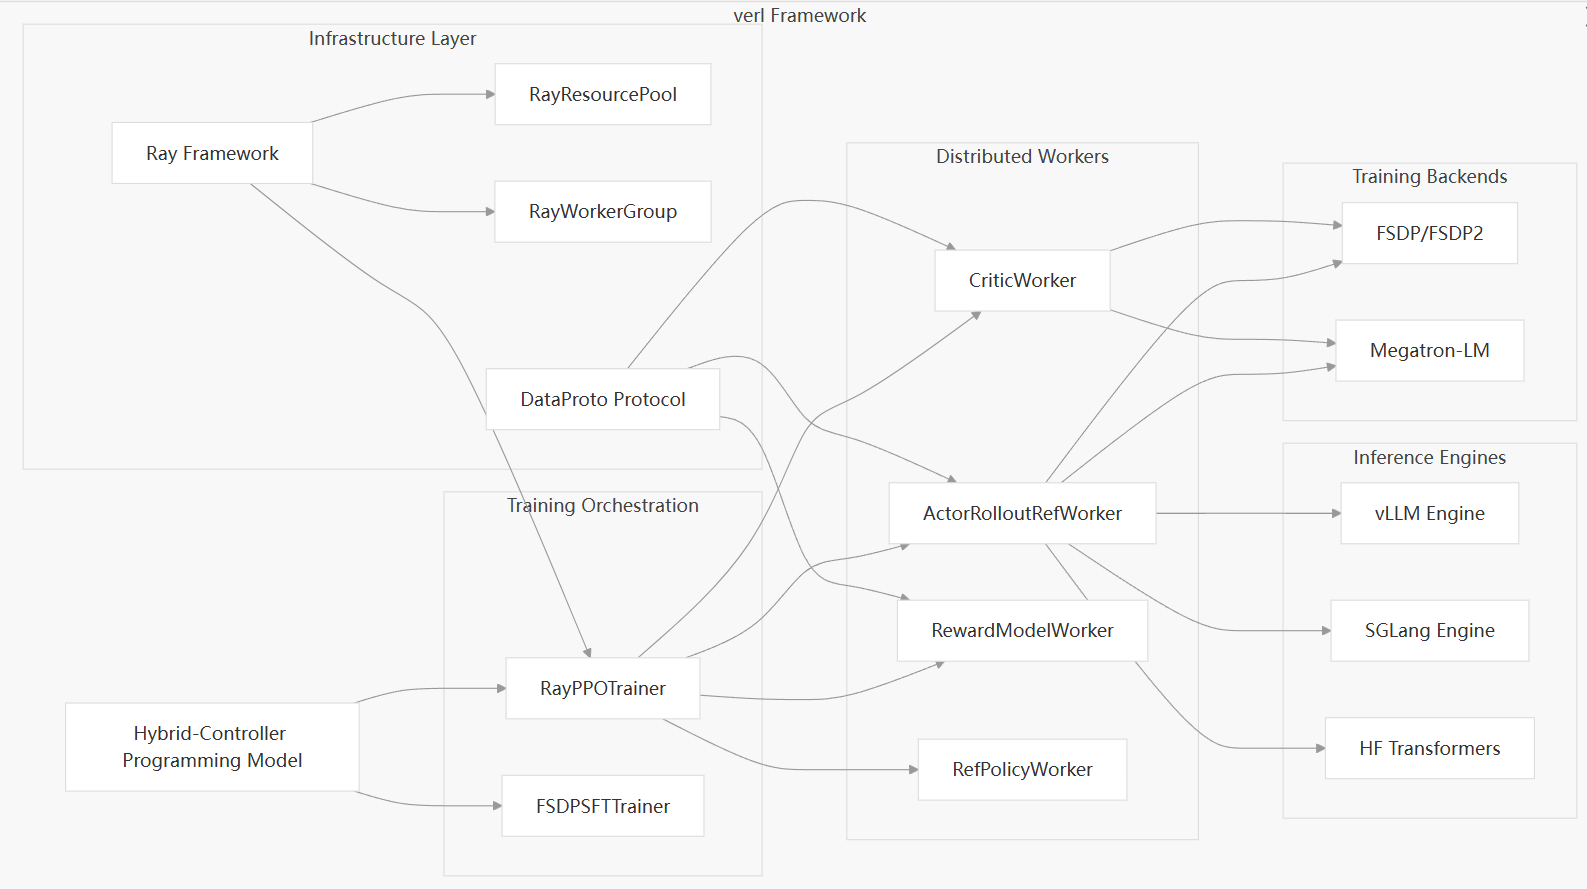 verl Framework
Infrastructure Layer
RayResourcePool
Ray Framework
RayWorkerGroup
DataProto Protocol
Training Orchestration
RayPPOTrainer
Hybrid-Controller
Programming Model
FSDPSFTTrainer
Distributed Workers
CriticWorker
ActorRolloutRefWorker
RewardModelWorker
RefPolicyWorker
Training Backends
FSDP/FSDP2
Megatron-LM
Inference Engines
vLLM Engine
SGLang Engine
HF Transformers